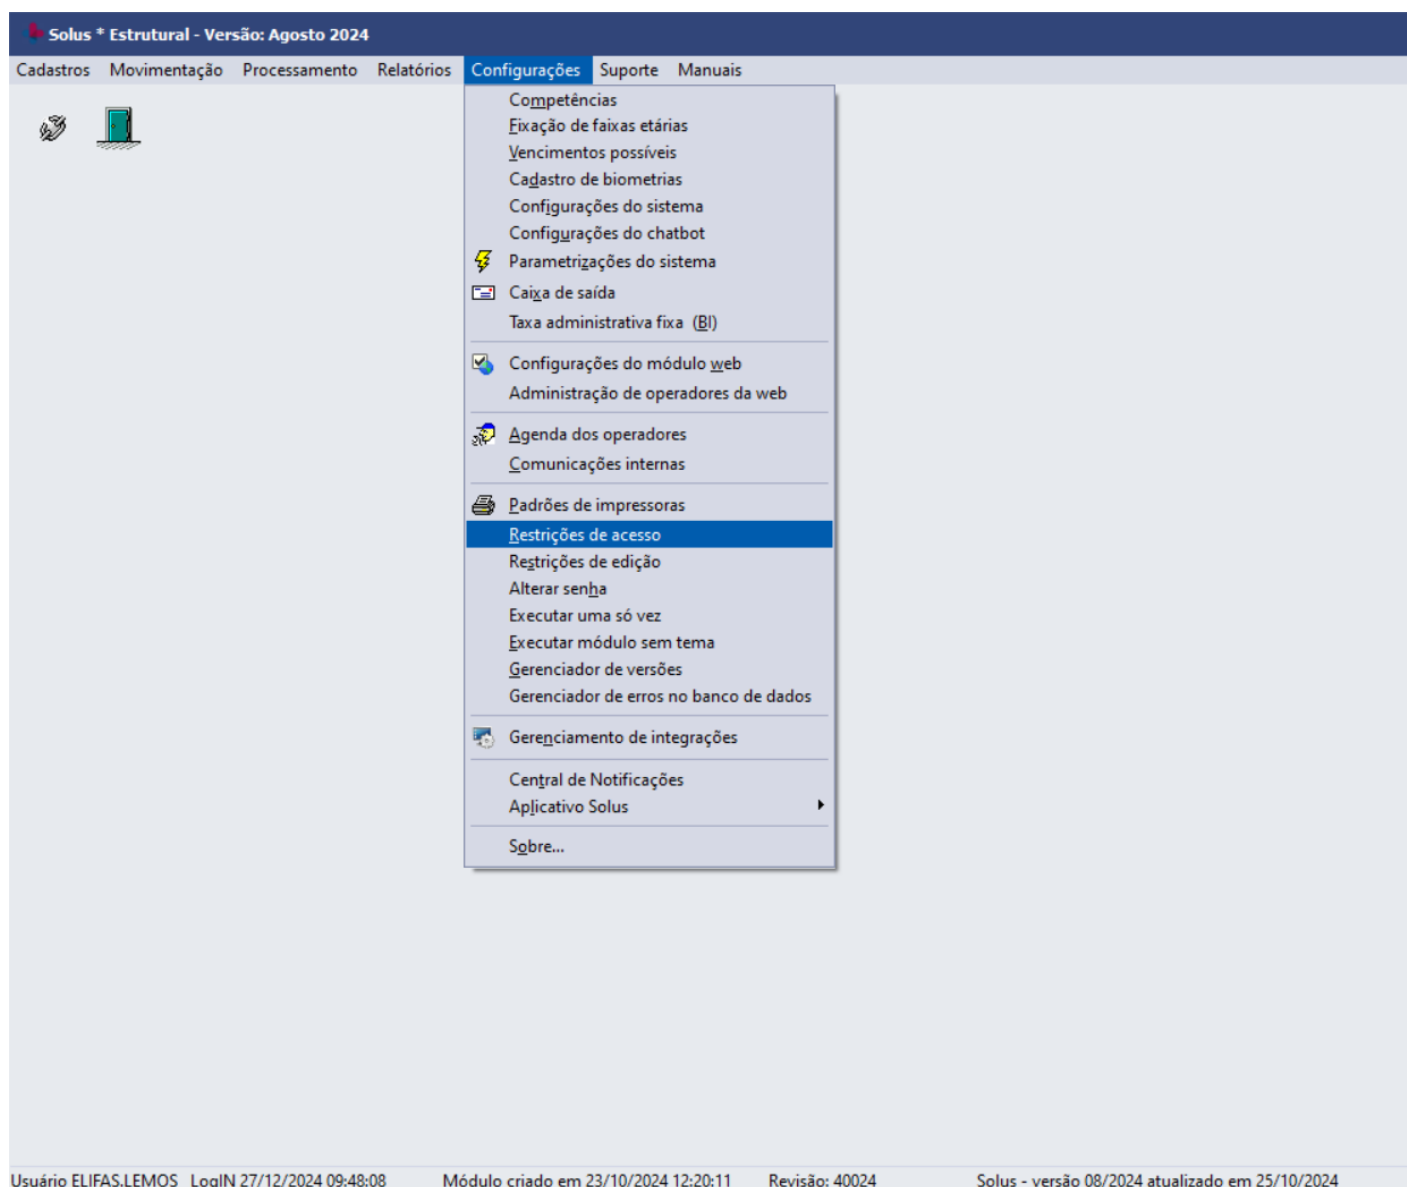 Solus * Estrutural - Versão: Agosto 2024
Cadastros Movimentação Processamento Relatórios Configurações Suporte Manuais
Competências
Fixação de faixas etárias
Vencimentos possíveis
Cadastro de biometrias
Configurações do sistema
Configurações do chatbot
Parametrizações do sistema
Caixa de saída
Taxa administrativa fixa (BI)
Configurações do módulo web
Administração de operadores da web
Agenda dos operadores
Comunicações internas
Padrões de impressoras
Restrições de acesso
Restrições de edição
Alterar senha
Executar uma só vez
Executar módulo sem tema
Gerenciador de versões
Gerenciador de erros no banco de dados
Gerenciamento de integrações
Central de Notificações
Aplicativo Solus
Sobre...
Usuário ELIFAS.LEMOS LogIN 27/12/2024 09:48:08 Módulo criado em 23/10/2024 12:20:11 Revisão: 40024 Solus - versão 08/2024 atualizado em 25/10/2024